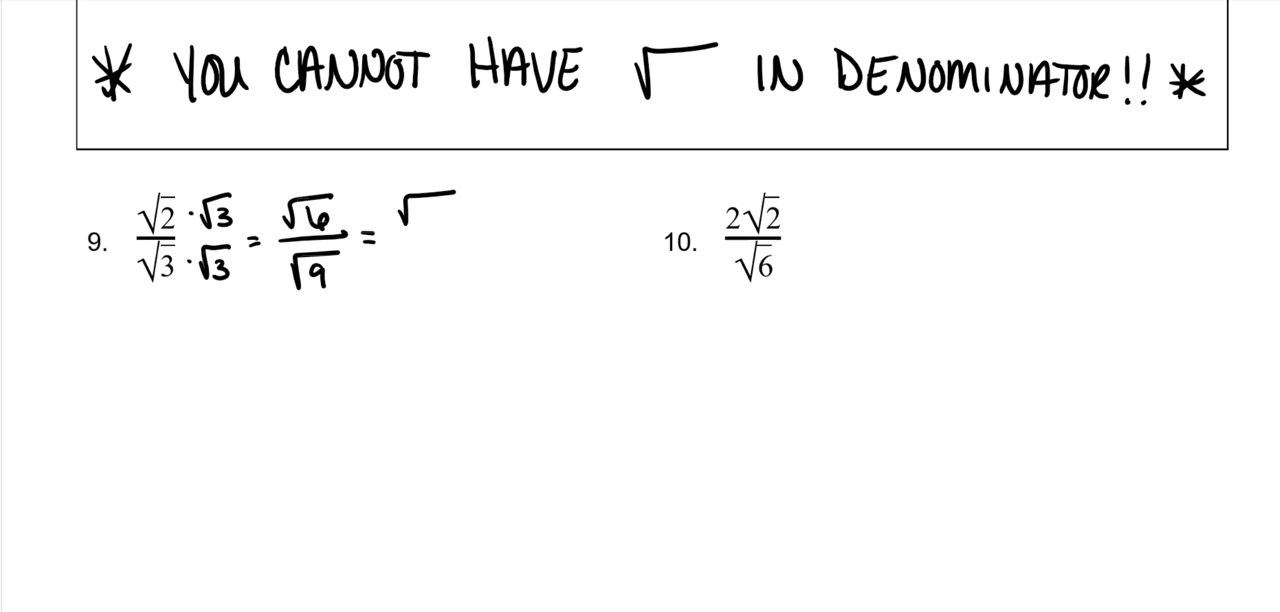 * YOU CANNOT HAVE √ IN DENOMINATOR!! *
9. √2/√3 · √3/√3 = √6/√9 = √
10. 2√2/√6